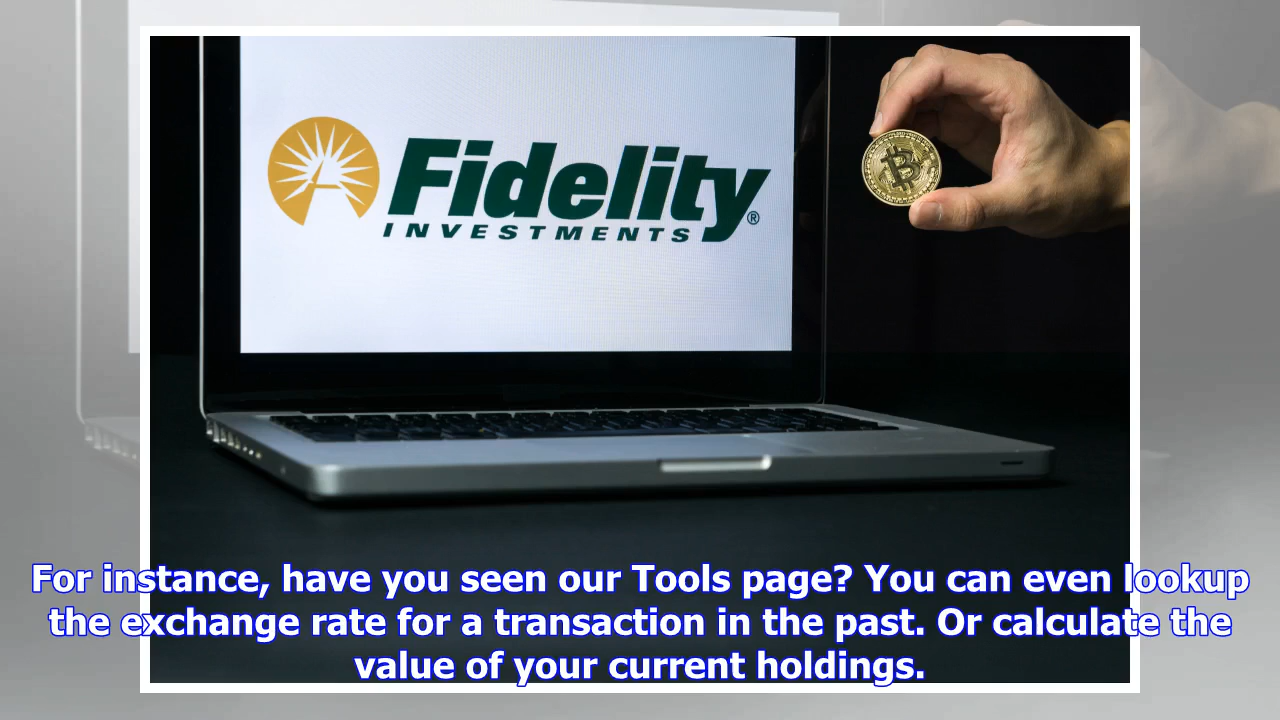 Fidelity®
INVESTMENTS
For instance, have you seen our Tools page? You can even lookup
the exchange rate for a transaction in the past. Or calculate the
value of your current holdings.